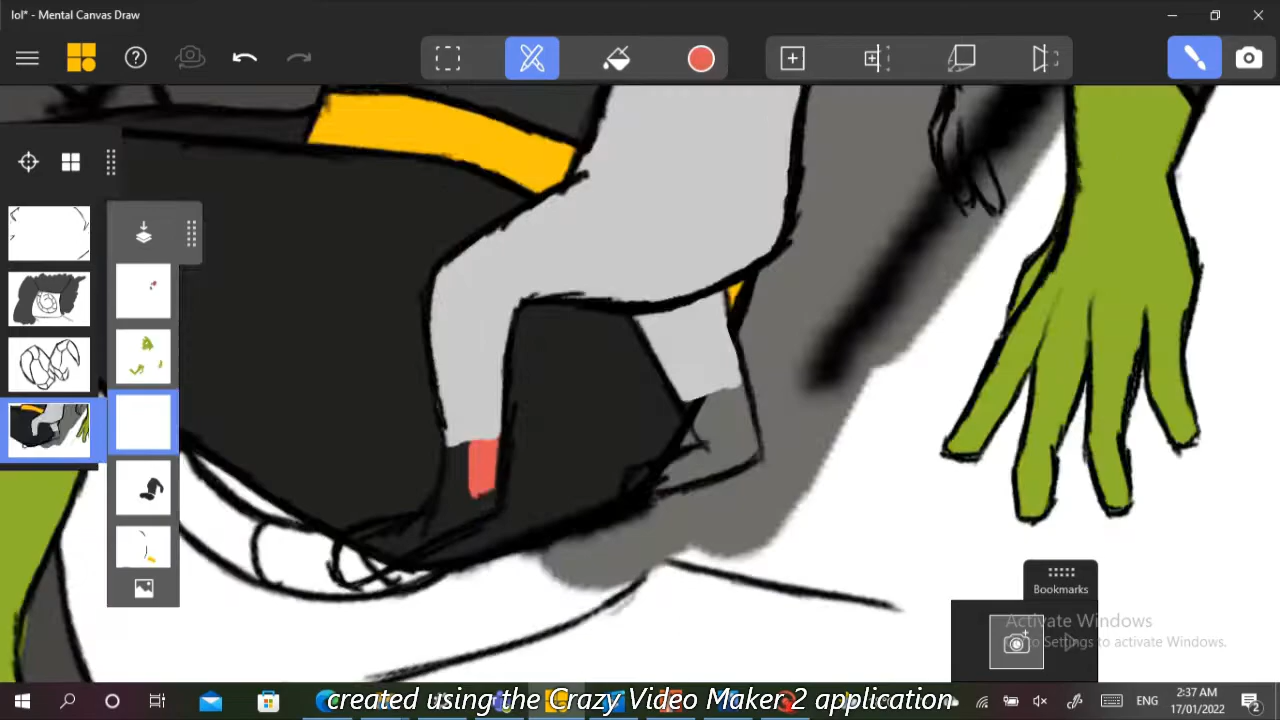 lol* - Mental Canvas Draw
Bookmarks
Activate Windows
to Settings to activate Windows.
created using the Crazy Video Maker 2 application
ENG
2:37 AM
17/01/2022
2